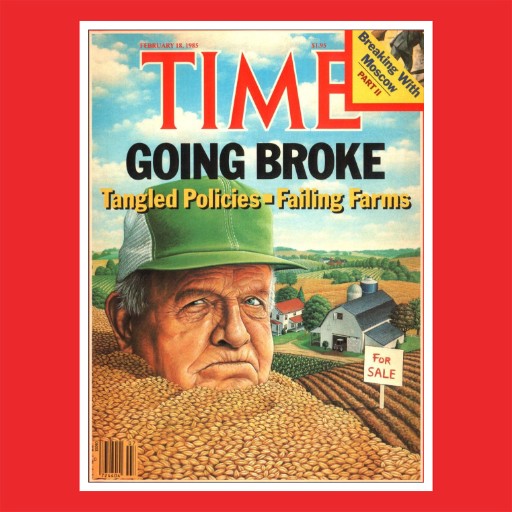 FEBRUARY 18, 1985
$1.95
TIME
Breaking With
Moscow
PART II
GOING BROKE
Tangled Policies - Failing Farms
FOR
SALE